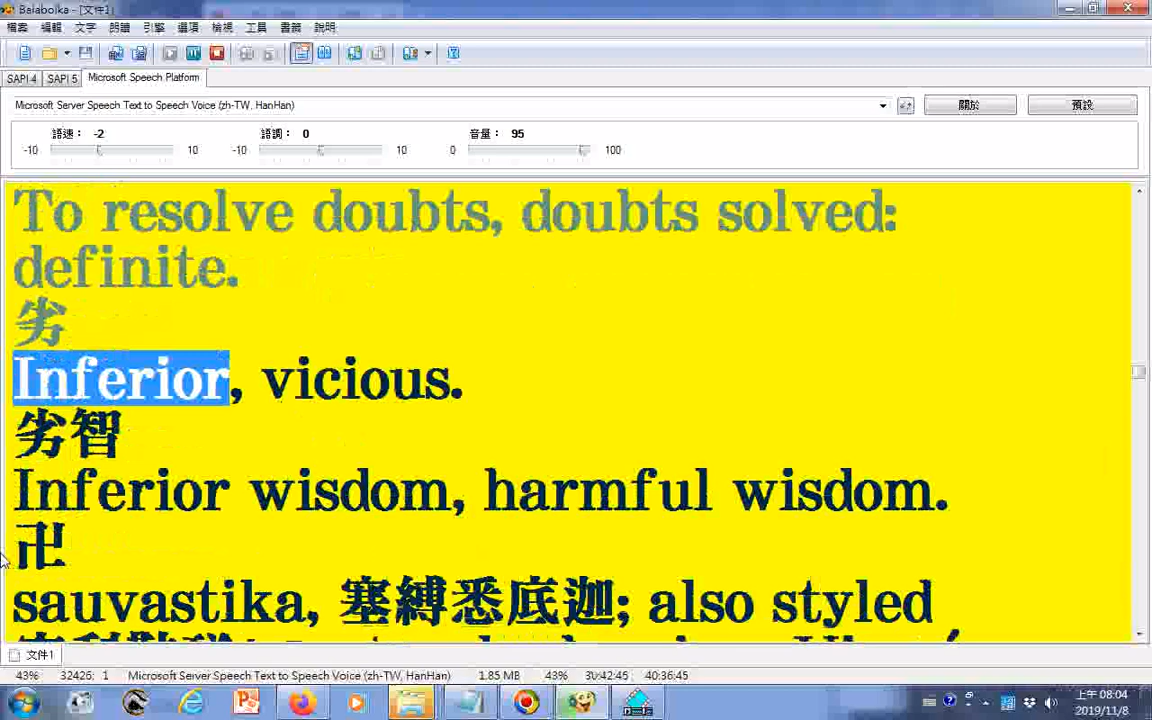 Balabolka - [文件1]
檔案 編輯 文字 朗讀 引擎 選項 檢視 工具 書籤 說明
SAPI 4 SAPI 5 Microsoft Speech Platform
Microsoft Server Speech Text to Speech Voice (zh-TW, HanHan) 關於 預設
語速： -2 語調： 0 音量： 95
-10 10 -10 10 0 100
To resolve doubts, doubts solved:
definite.
劣
Inferior, vicious.
劣智
Inferior wisdom, harmful wisdom.
卍
sauvastika, 塞縛悉底迦; also styled
文件1
43% 32425: 1 Microsoft Server Speech Text to Speech Voice (zh-TW, HanHan) 1.85 MB 43% 30:42:45 40:36:45
上午 08:04
2019/11/8